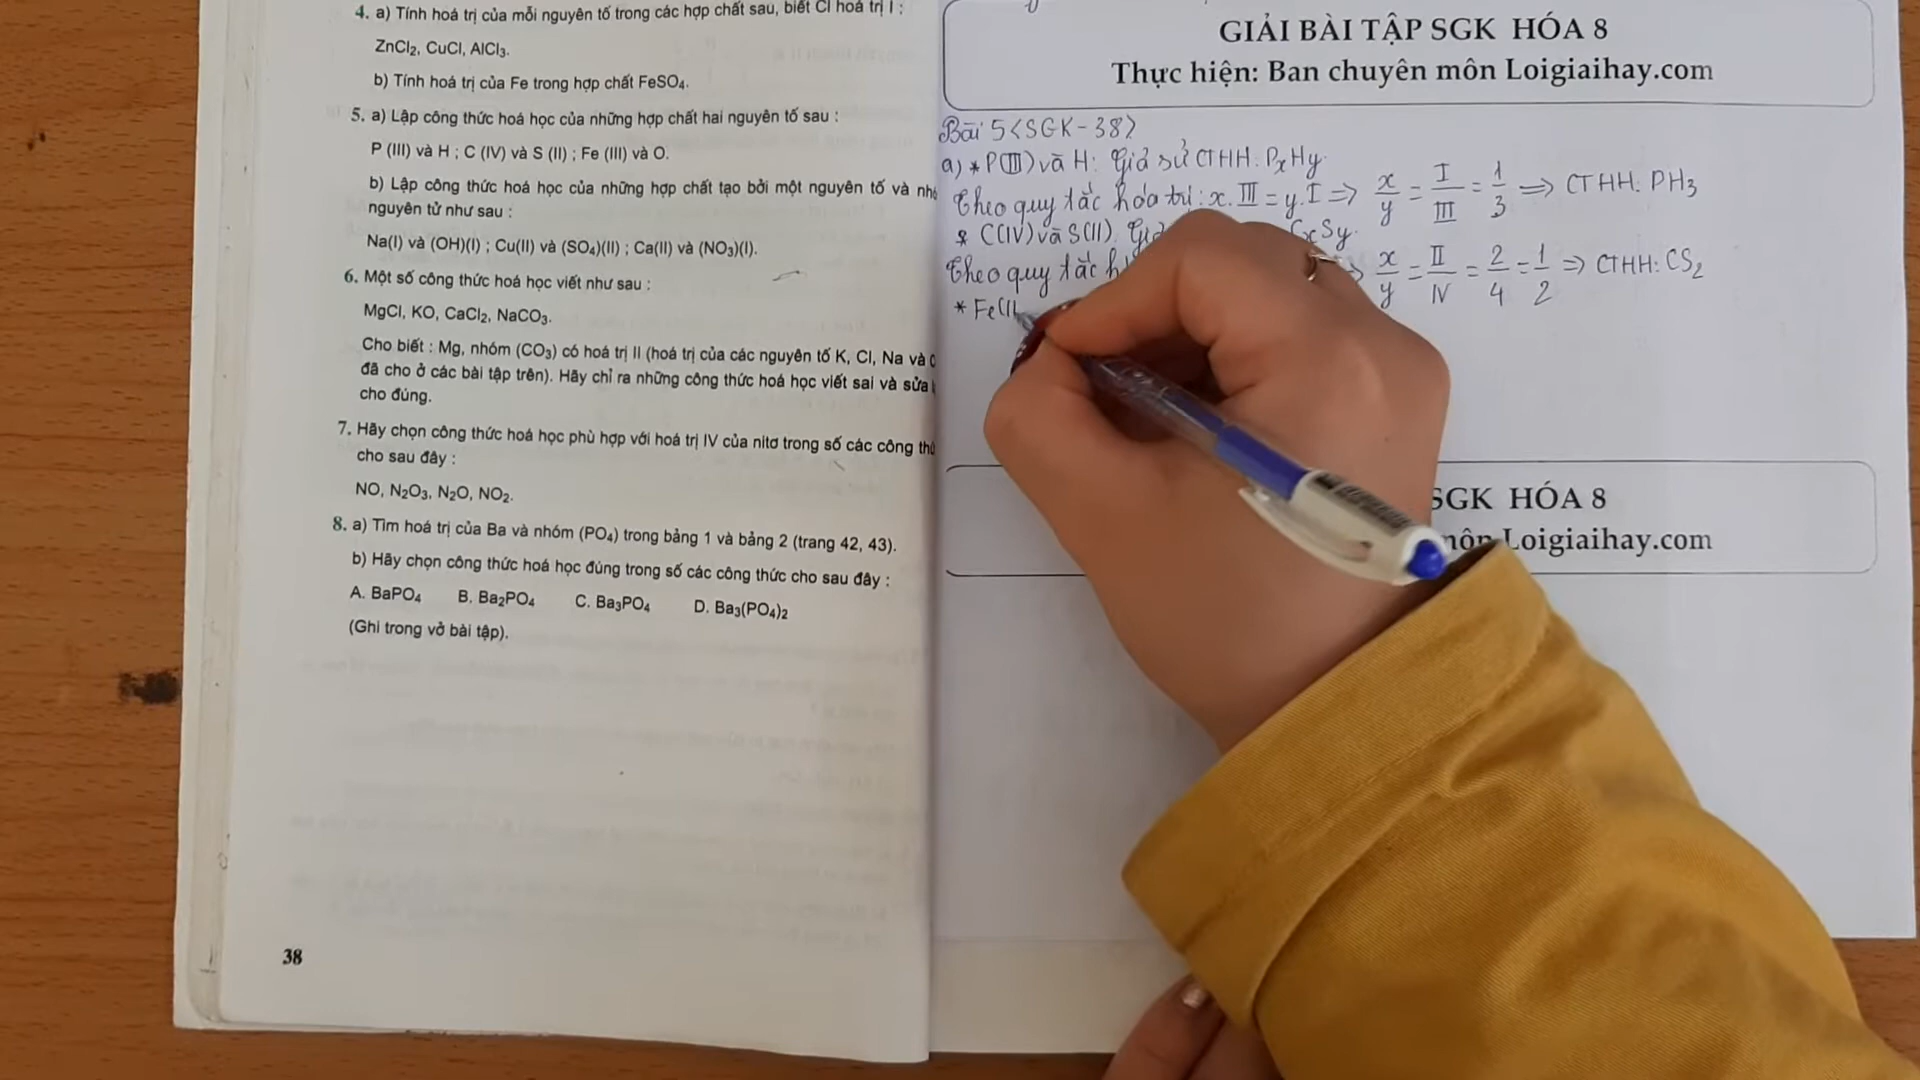 4. a) Tính hoá trị của mỗi nguyên tố trong các hợp chất sau, biết Cl hoá trị I :
ZnCl₂, CuCl, AlCl₃.
b) Tính hoá trị của Fe trong hợp chất FeSO₄.
5. a) Lập công thức hoá học của những hợp chất hai nguyên tố sau :
P (III) và H ; C (IV) và S (II) ; Fe (III) và O.
b) Lập công thức hoá học của những hợp chất tạo bởi một nguyên tố và
nguyên tử như sau :
Na(I) và (OH)(I) ; Cu(II) và (SO₄)(II) ; Ca(II) và (NO₃)(I).
6. Một số công thức hoá học viết như sau :
MgCl, KO, CaCl₂, NaCO₃.
Cho biết : Mg, nhóm (CO₃) có hoá trị II (hoá trị của các nguyên tố K, Cl, Na và
đã cho ở các bài tập trên). Hãy chỉ ra những công thức hoá học viết sai và sửa
cho đúng.
7. Hãy chọn công thức hoá học phù hợp với hoá trị IV của nitơ trong số các công
cho sau đây :
NO, N₂O₃, N₂O, NO₂.
8. a) Tìm hoá trị của Ba và nhóm (PO₄) trong bảng 1 và bảng 2 (trang 42, 43).
b) Hãy chọn công thức hoá học đúng trong số các công thức cho sau đây :
A. BaPO₄ B. Ba₂PO₄ C. Ba₃PO₄ D. Ba₃(PO₄)₂
(Ghi trong vở bài tập).
38
GIẢI BÀI TẬP SGK HÓA 8
Thực hiện: Ban chuyên môn Loigiaihay.com
Bài 5 <SGK-38>
a) * P(III) và H: Giả sử CTHH: PxHy.
Theo quy tắc hóa trị: x.III = y.I => x/y = I/III = 1/3 => CTHH: PH₃
* C(IV) và S(II). CxSy.
Theo quy tắc x/y = II/IV = 2/4 = 1/2 => CTHH: CS₂
* Fe(II
SGK HÓA 8
môn Loigiaihay.com